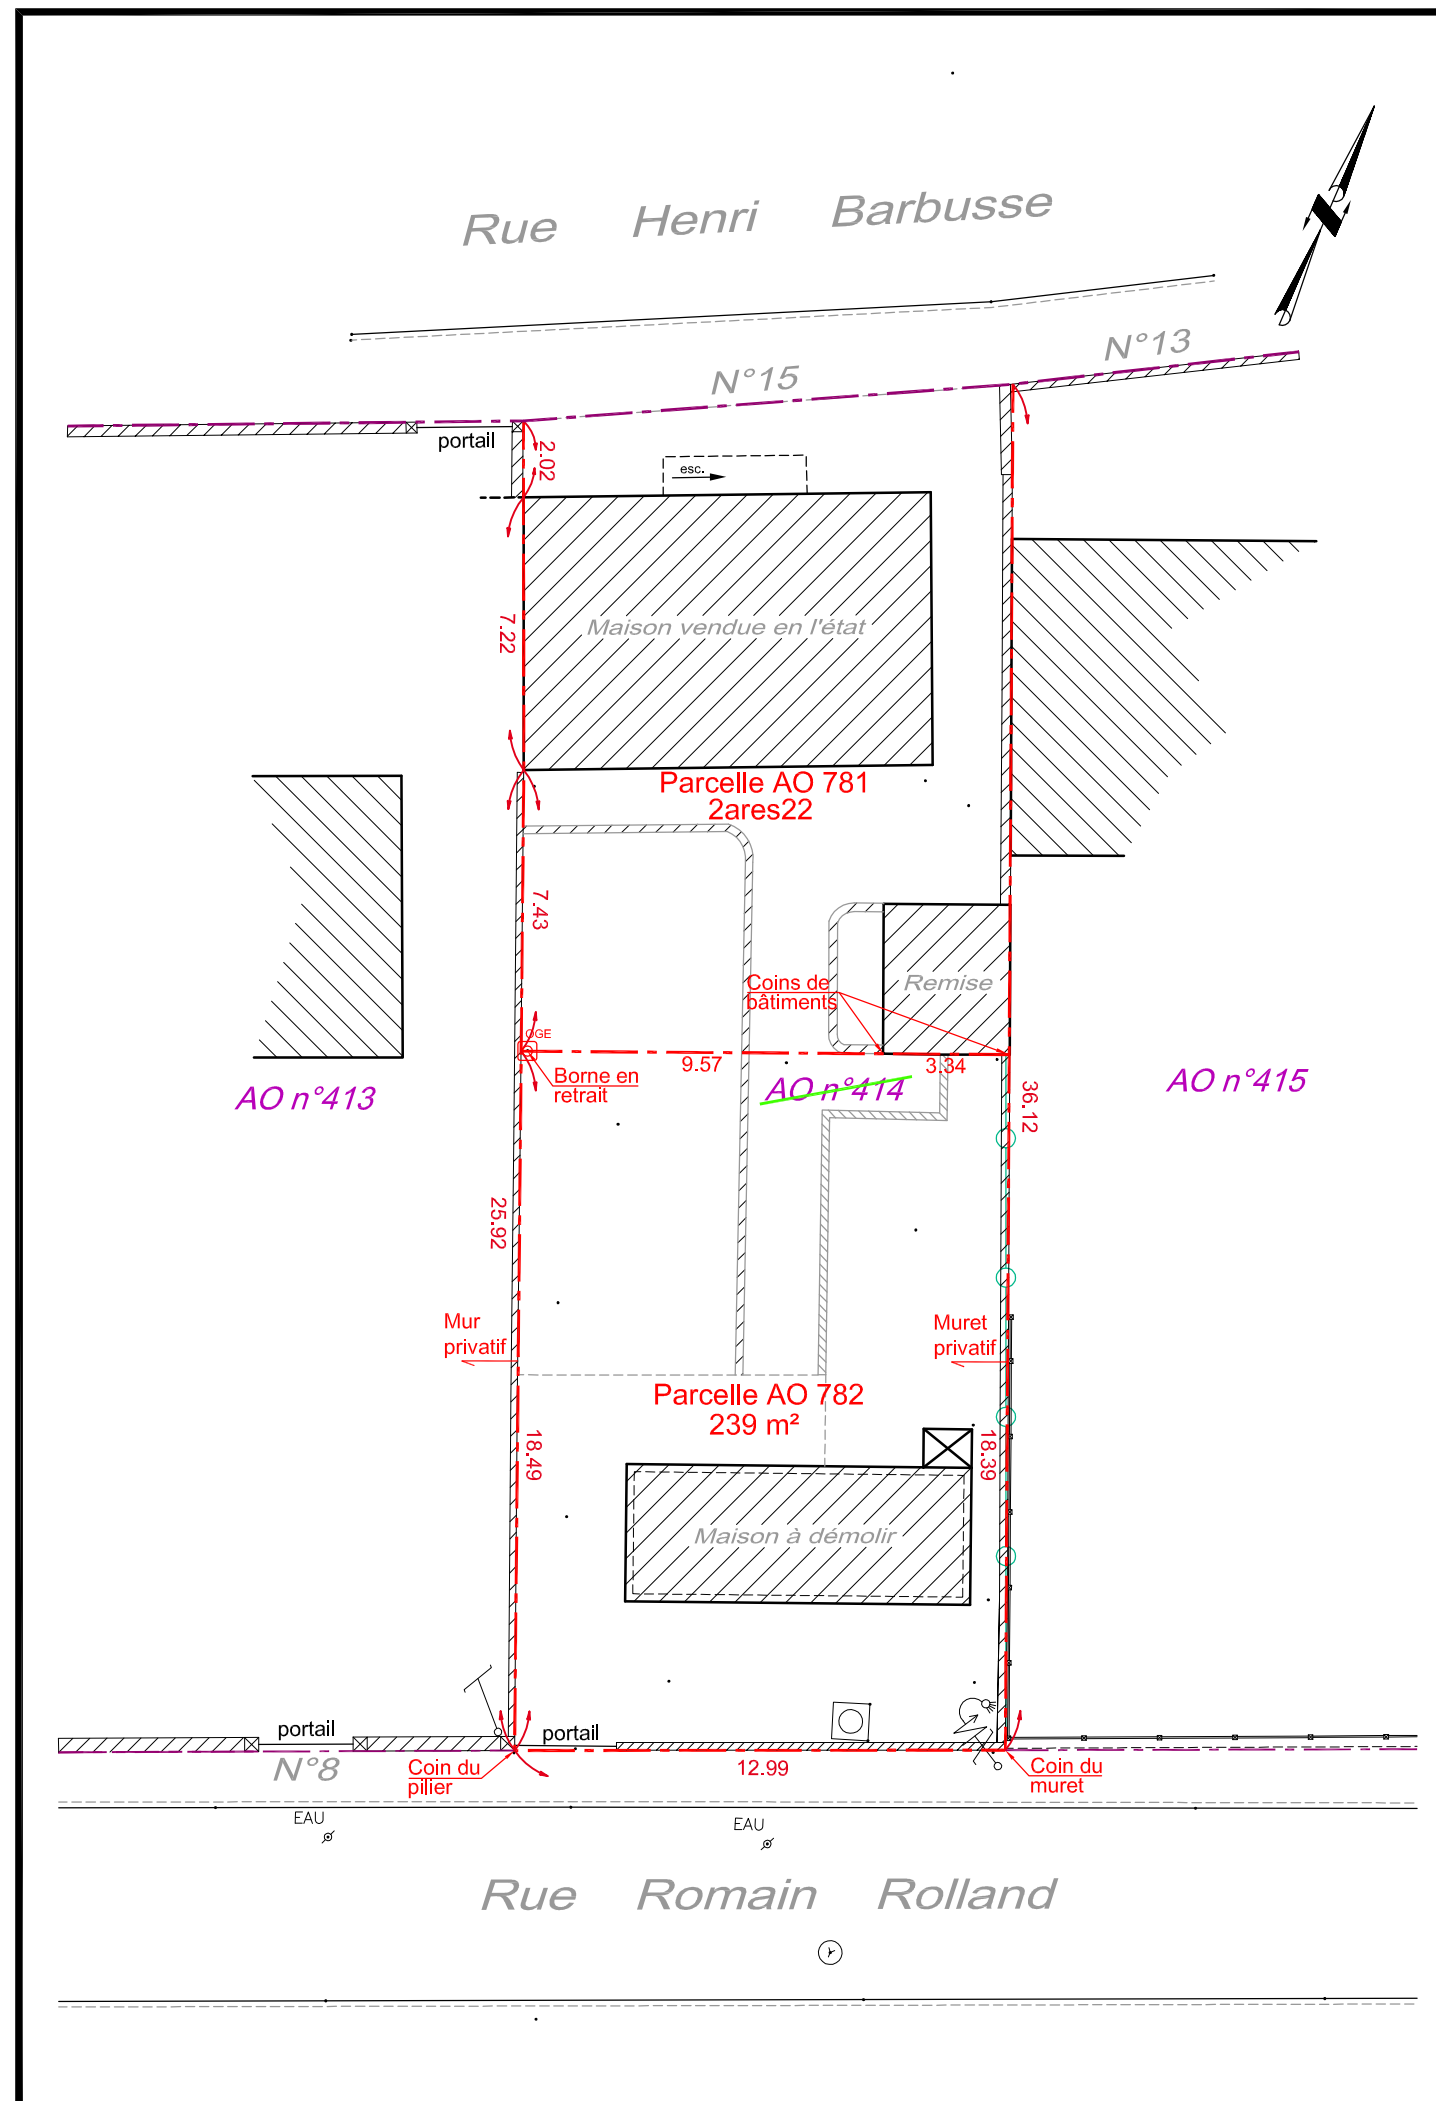 Rue Henri Barbusse
N°13
N°15
portail
2.02
esc.
7.22
Maison vendue en l'état
Parcelle AO 781
2ares22
7.43
Coins de
bâtiments
Remise
OGE
9.57
3.34
Borne en
retrait
AO n°413
AO n°414
AO n°415
36.12
25.92
Mur
privatif
Muret
privatif
Parcelle AO 782
239 m²
18.49
18.39
Maison à démolir
portail
portail
N°8
Coin du
pilier
12.99
Coin du
muret
EAU
EAU
Rue Romain Rolland